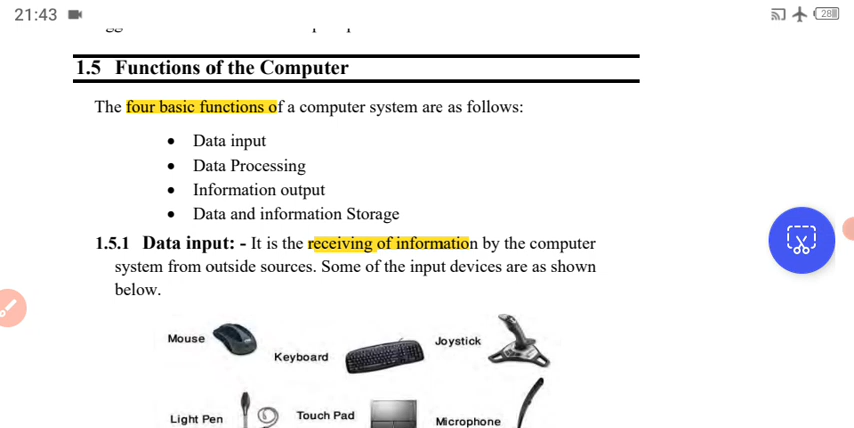 21:43
28
1.5 Functions of the Computer
The four basic functions of a computer system are as follows:
• Data input
• Data Processing
• Information output
• Data and information Storage
1.5.1 Data input: - It is the receiving of information by the computer
system from outside sources. Some of the input devices are as shown
below.
Mouse
Keyboard
Joystick
Light Pen
Touch Pad
Microphone